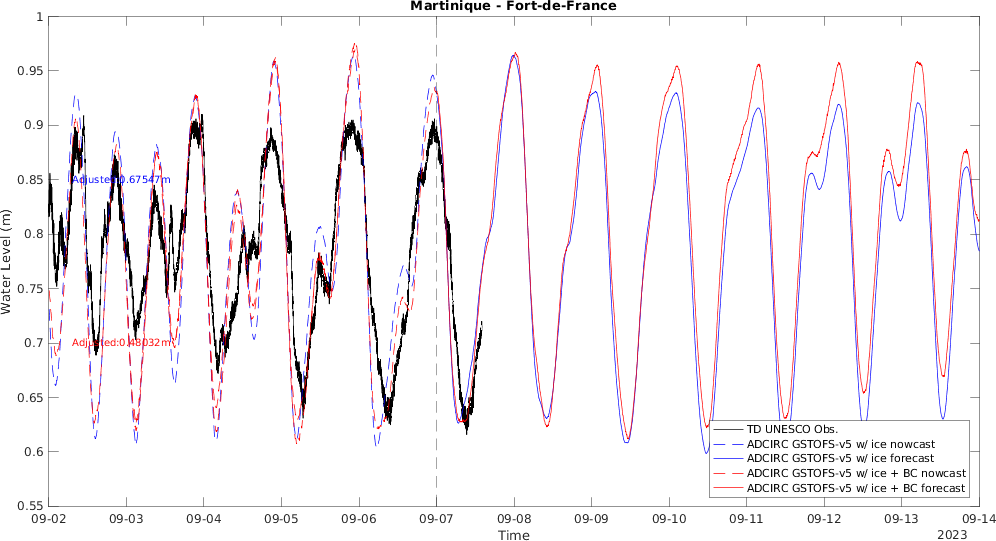 Martinique - Fort-de-France
1
0.95
0.9
0.85
0.8
0.75
0.7
0.65
0.6
0.55
Water Level (m)
Adjusted:0.67547m
Adjusted:0.48032m
TD UNESCO Obs.
ADCIRC GSTOFS-v5 w/ ice nowcast
ADCIRC GSTOFS-v5 w/ ice forecast
ADCIRC GSTOFS-v5 w/ ice + BC nowcast
ADCIRC GSTOFS-v5 w/ ice + BC forecast
09-02 09-03 09-04 09-05 09-06 09-07 09-08 09-09 09-10 09-11 09-12 09-13 09-14
Time
2023